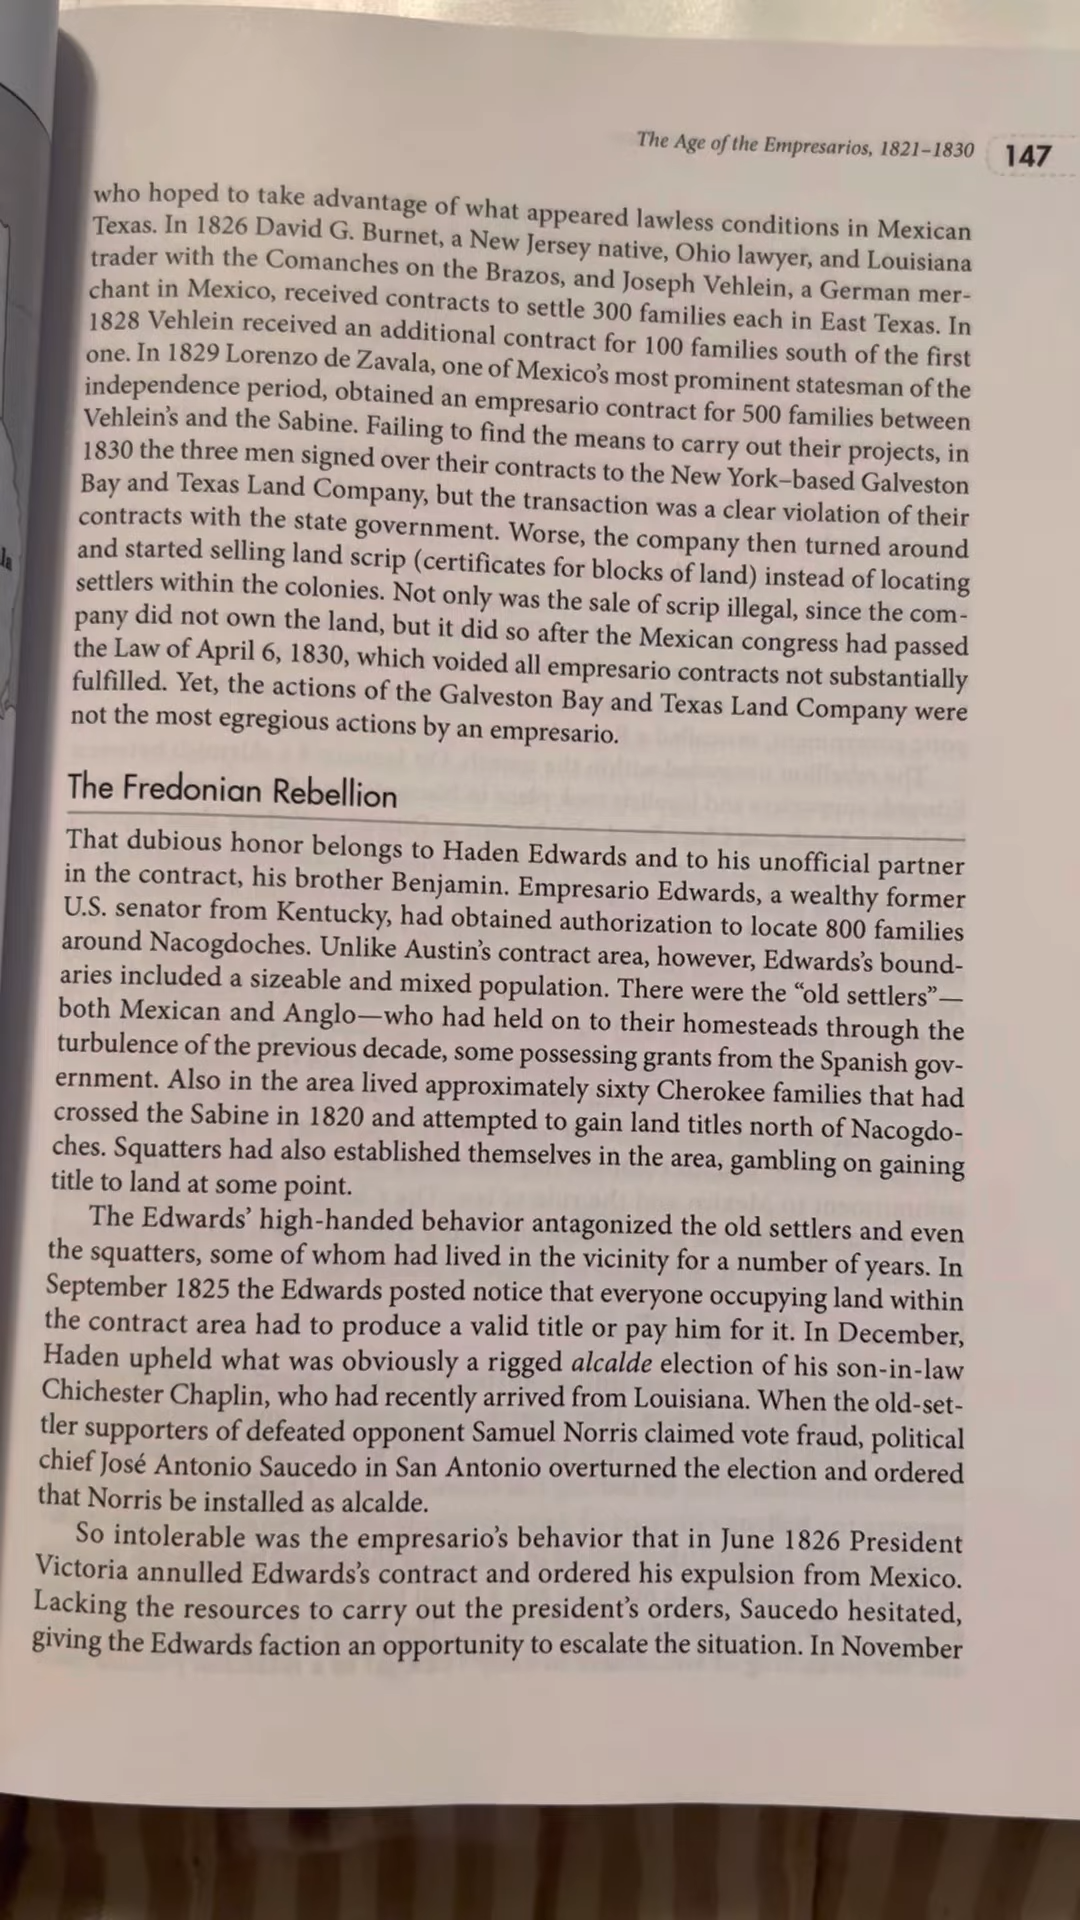 The Age of the Empresarios, 1821–1830 147
who hoped to take advantage of what appeared lawless conditions in Mexican
Texas. In 1826 David G. Burnet, a New Jersey native, Ohio lawyer, and Louisiana
trader with the Comanches on the Brazos, and Joseph Vehlein, a German mer-
chant in Mexico, received contracts to settle 300 families each in East Texas. In
1828 Vehlein received an additional contract for 100 families south of the first
one. In 1829 Lorenzo de Zavala, one of Mexico's most prominent statesman of the
independence period, obtained an empresario contract for 500 families between
Vehlein's and the Sabine. Failing to find the means to carry out their projects, in
1830 the three men signed over their contracts to the New York–based Galveston
Bay and Texas Land Company, but the transaction was a clear violation of their
contracts with the state government. Worse, the company then turned around
and started selling land scrip (certificates for blocks of land) instead of locating
settlers within the colonies. Not only was the sale of scrip illegal, since the com-
pany did not own the land, but it did so after the Mexican congress had passed
the Law of April 6, 1830, which voided all empresario contracts not substantially
fulfilled. Yet, the actions of the Galveston Bay and Texas Land Company were
not the most egregious actions by an empresario.
The Fredonian Rebellion
That dubious honor belongs to Haden Edwards and to his unofficial partner
in the contract, his brother Benjamin. Empresario Edwards, a wealthy former
U.S. senator from Kentucky, had obtained authorization to locate 800 families
around Nacogdoches. Unlike Austin's contract area, however, Edwards's bound-
aries included a sizeable and mixed population. There were the "old settlers"—
both Mexican and Anglo—who had held on to their homesteads through the
turbulence of the previous decade, some possessing grants from the Spanish gov-
ernment. Also in the area lived approximately sixty Cherokee families that had
crossed the Sabine in 1820 and attempted to gain land titles north of Nacogdo-
ches. Squatters had also established themselves in the area, gambling on gaining
title to land at some point.
The Edwards' high-handed behavior antagonized the old settlers and even
the squatters, some of whom had lived in the vicinity for a number of years. In
September 1825 the Edwards posted notice that everyone occupying land within
the contract area had to produce a valid title or pay him for it. In December,
Haden upheld what was obviously a rigged alcalde election of his son-in-law
Chichester Chaplin, who had recently arrived from Louisiana. When the old-set-
tler supporters of defeated opponent Samuel Norris claimed vote fraud, political
chief José Antonio Saucedo in San Antonio overturned the election and ordered
that Norris be installed as alcalde.
So intolerable was the empresario's behavior that in June 1826 President
Victoria annulled Edwards's contract and ordered his expulsion from Mexico.
Lacking the resources to carry out the president's orders, Saucedo hesitated,
giving the Edwards faction an opportunity to escalate the situation. In November